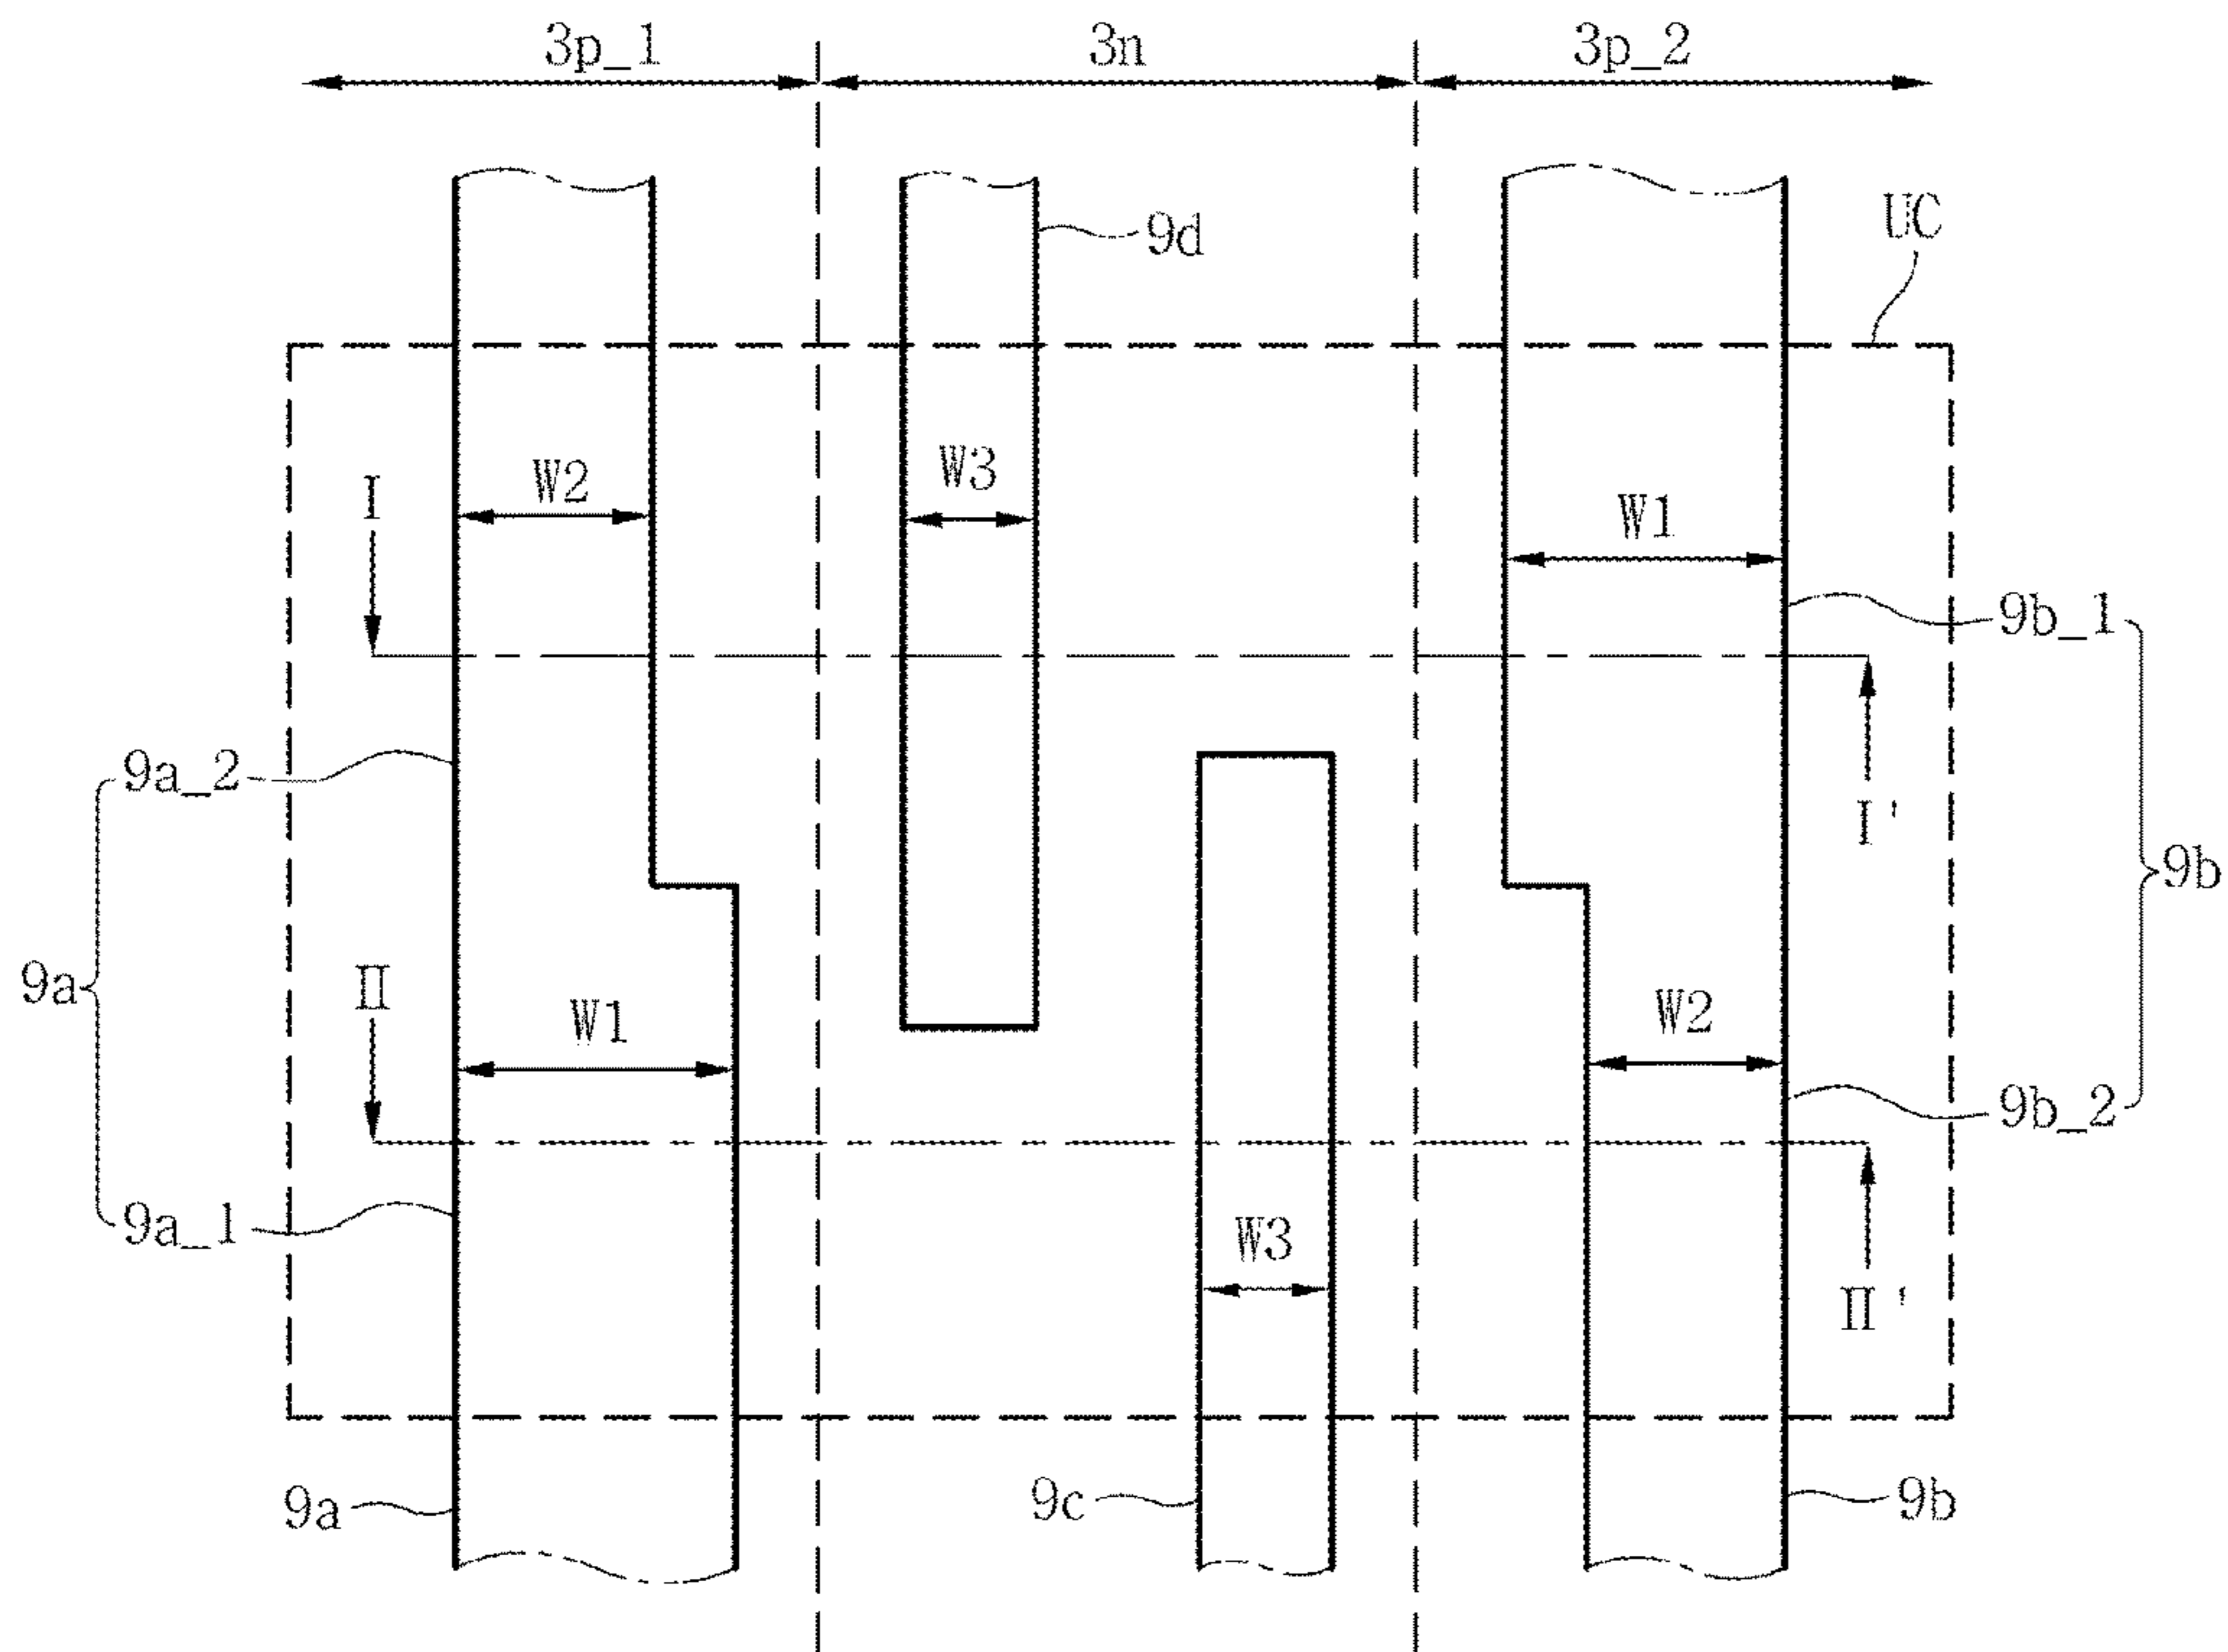 3p_1 3n 3p_2
9d UC
I W2 W3 W1
9b_1
9a_2 I' 9b
9a II W1 W2
9b_2
9a_1 W3 II'
9a 9c 9b